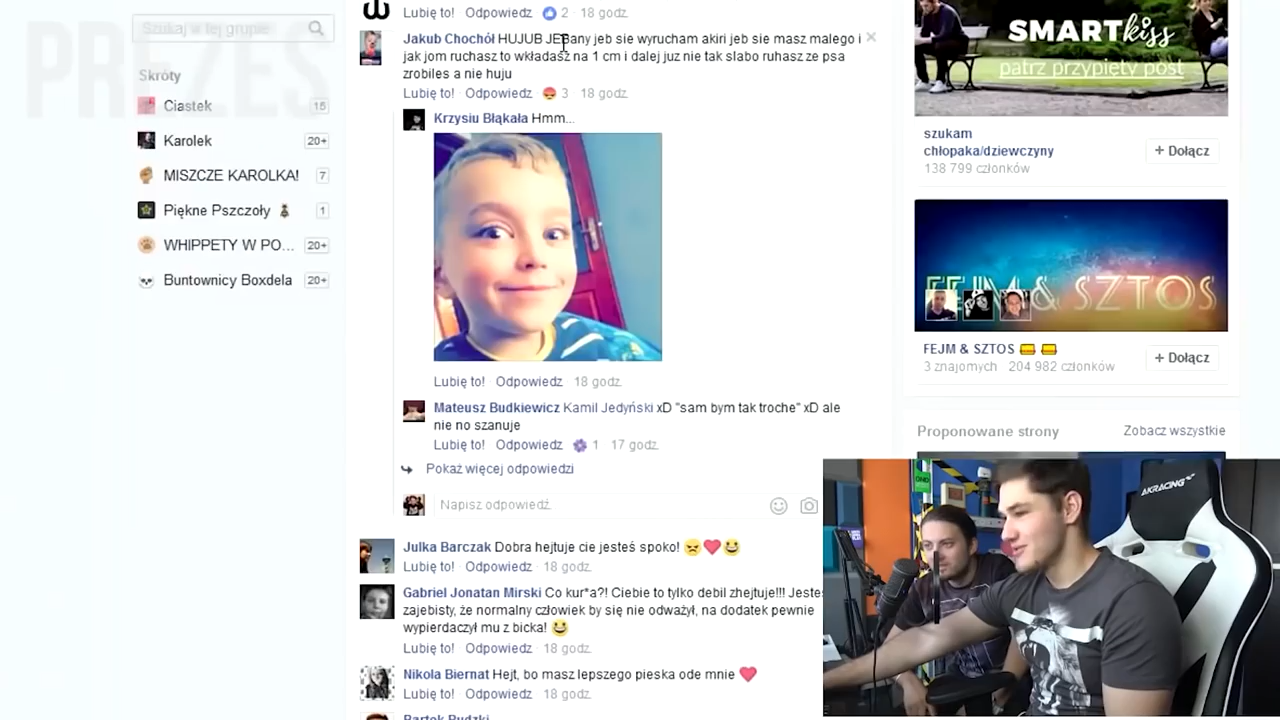 PREZES
Szukaj w tej grupie
Skróty
Ciastek 15
Karolek 20+
MISZCZE KAROLKA! 7
Piękne Pszczoły 1
WHIPPETY W PO... 20+
Buntownicy Boxdela 20+
Lubię to! · Odpowiedz · 2 · 18 godz.
Jakub Chochół HUJUB JEBany jeb sie wyrucham akiri jeb sie masz malego i
jak jom ruchasz to wkładasz na 1 cm i dalej juz nie tak slabo ruhasz ze psa
zrobiles a nie huju
Lubię to! · Odpowiedz · 3 · 18 godz.
Krzysiu Błąkała Hmm...
Lubię to! · Odpowiedz · 18 godz.
Mateusz Budkiewicz Kamil Jedyński xD "sam bym tak troche" xD ale
nie no szanuje
Lubię to! · Odpowiedz · 1 · 17 godz.
Pokaż więcej odpowiedzi
Napisz odpowiedź.
Julka Barczak Dobra hejtuje cie jesteś spoko!
Lubię to! · Odpowiedz · 18 godz.
Gabriel Jonatan Mirski Co kur*a?! Ciebie to tylko debil zhejtuje!!! Jesteś
zajebisty, że normalny człowiek by się nie odważył, na dodatek pewnie
wypierdaczył mu z bicka!
Lubię to! · Odpowiedz · 18 godz.
Nikola Biernat Hejt, bo masz lepszego pieska ode mnie
Lubię to! · Odpowiedz · 18 godz.
SMARTkiss
patrz przypięty post
szukam
chłopaka/dziewczyny
138 799 członków
+ Dołącz
FEJM & SZTOS
FEJM & SZTOS
3 znajomych · 204 982 członków
+ Dołącz
Proponowane strony Zobacz wszystkie
AKRACING